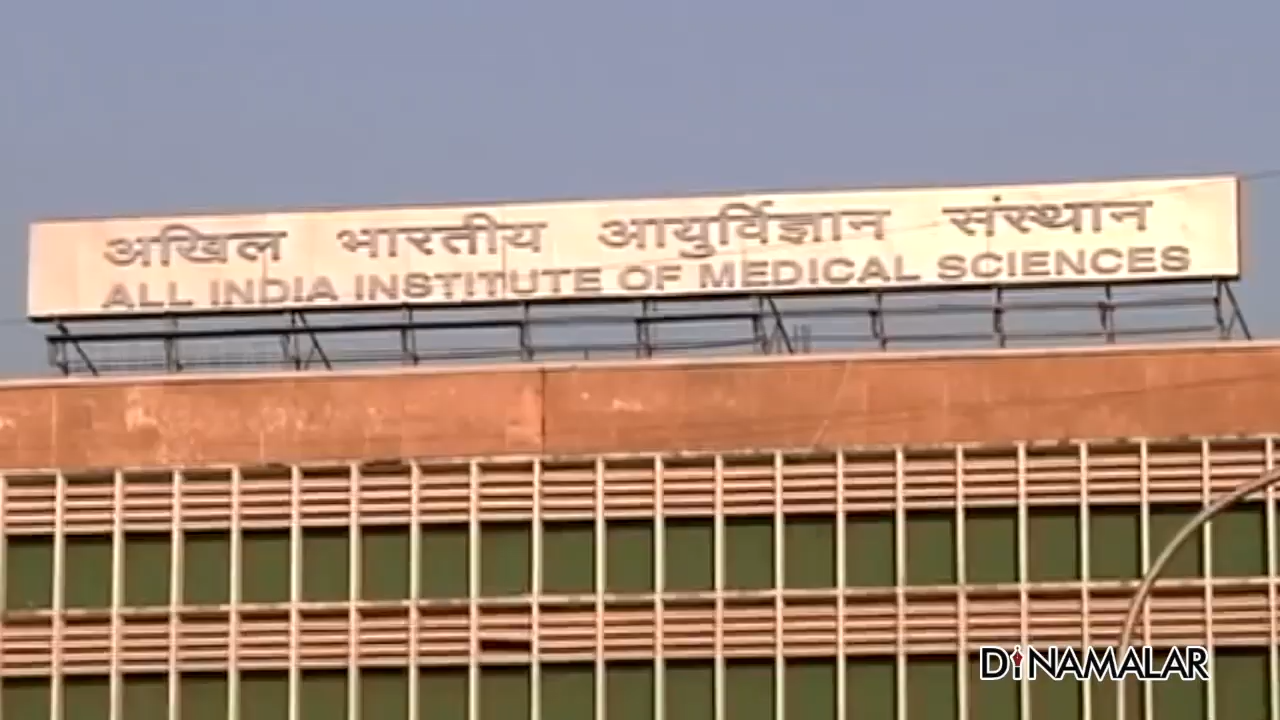 अखिल भारतीय आयुर्विज्ञान संस्थान
ALL INDIA INSTITUTE OF MEDICAL SCIENCES
DINAMALAR